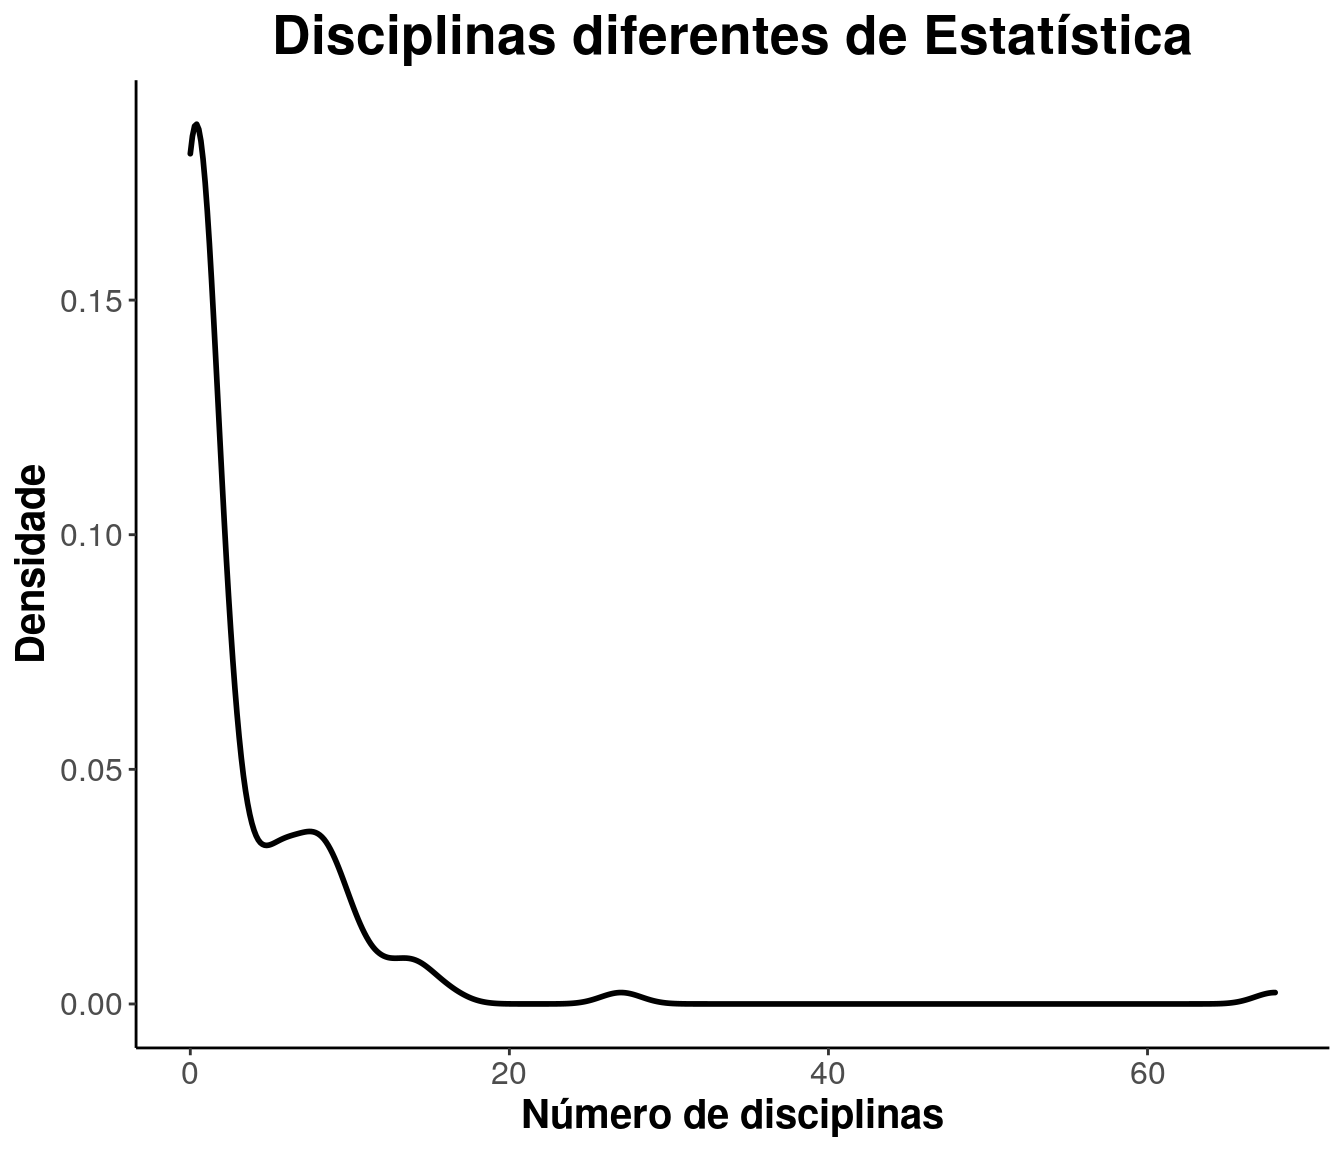 Disciplinas diferentes de Estatística
Densidade
0.15
0.10
0.05
0.00
0 20 40 60
Número de disciplinas